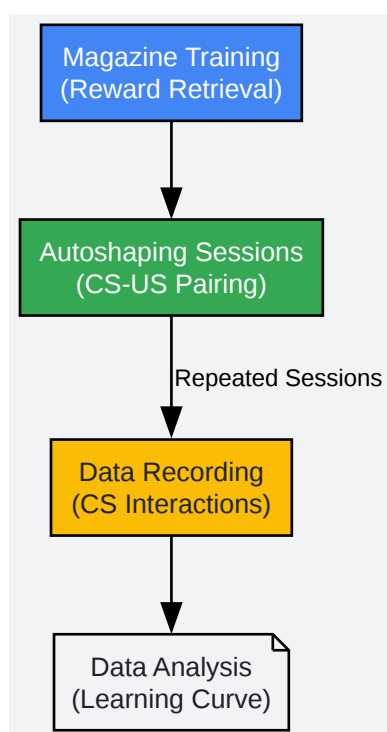 Magazine Training
(Reward Retrieval)
Autoshaping Sessions
(CS-US Pairing)
Repeated Sessions
Data Recording
(CS Interactions)
Data Analysis
(Learning Curve)